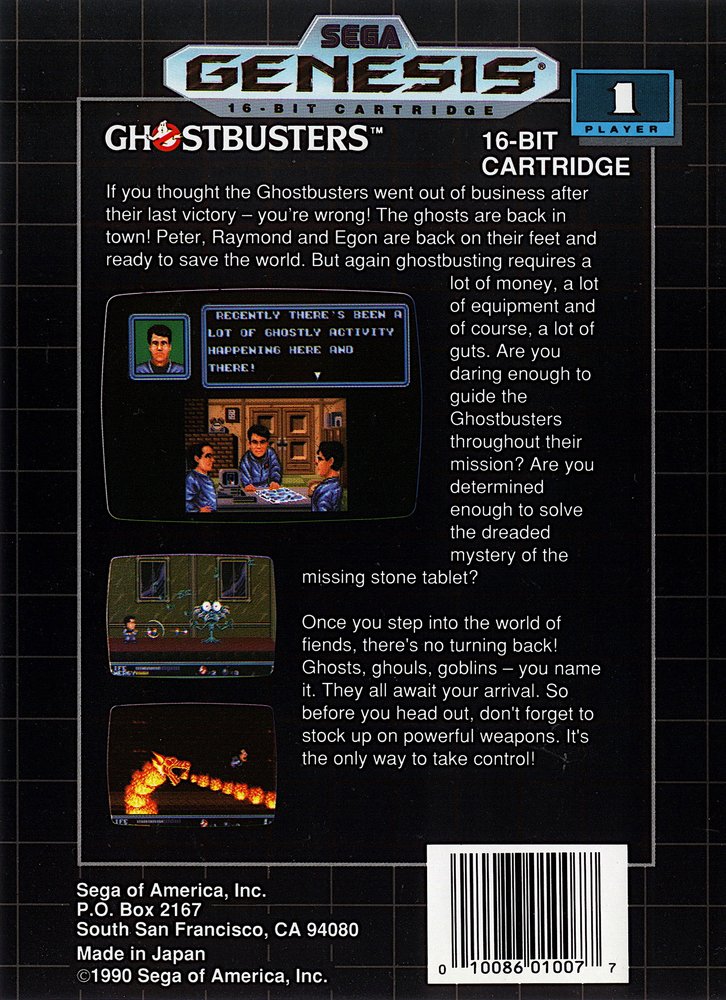 SEGA
GENESIS®
16-BIT CARTRIDGE
1
PLAYER
GHOSTBUSTERS™
16-BIT
CARTRIDGE
If you thought the Ghostbusters went out of business after
their last victory – you're wrong! The ghosts are back in
town! Peter, Raymond and Egon are back on their feet and
ready to save the world. But again ghostbusting requires a
lot of money, a lot
of equipment and
of course, a lot of
guts. Are you
daring enough to
guide the
Ghostbusters
throughout their
mission? Are you
determined
enough to solve
the dreaded
mystery of the
missing stone tablet?
RECENTLY THERE'S BEEN A
LOT OF GHOSTLY ACTIVITY
HAPPENING HERE AND
THERE!
Once you step into the world of
fiends, there's no turning back!
Ghosts, ghouls, goblins – you name
it. They all await your arrival. So
before you head out, don't forget to
stock up on powerful weapons. It's
the only way to take control!
Sega of America, Inc.
P.O. Box 2167
South San Francisco, CA 94080
Made in Japan
©1990 Sega of America, Inc.
0 10086 01007 7